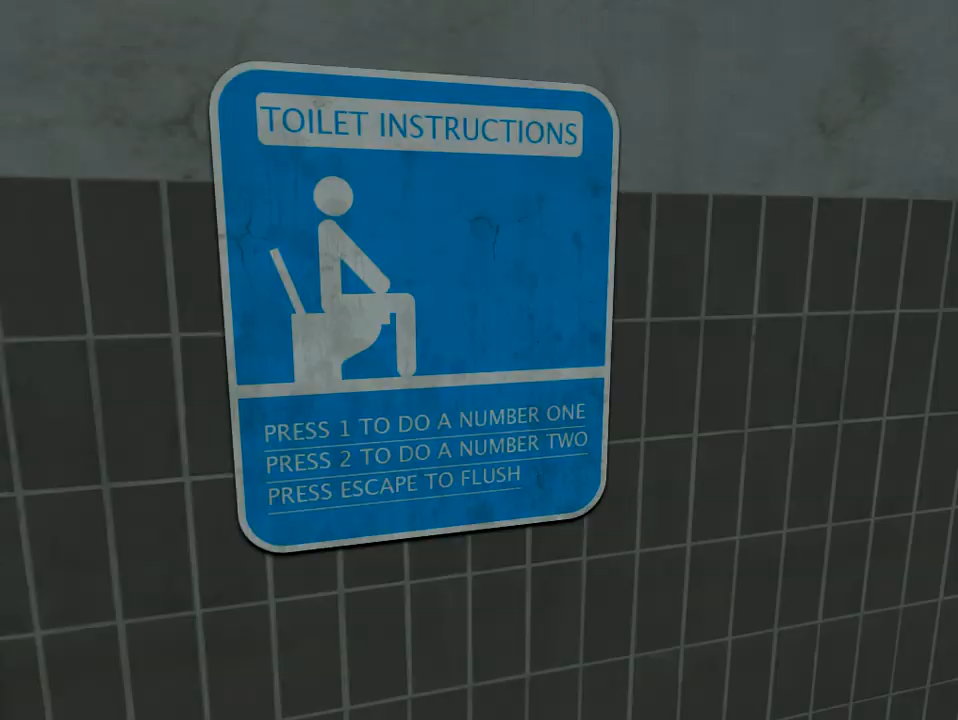 TOILET INSTRUCTIONS
PRESS 1 TO DO A NUMBER ONE
PRESS 2 TO DO A NUMBER TWO
PRESS ESCAPE TO FLUSH